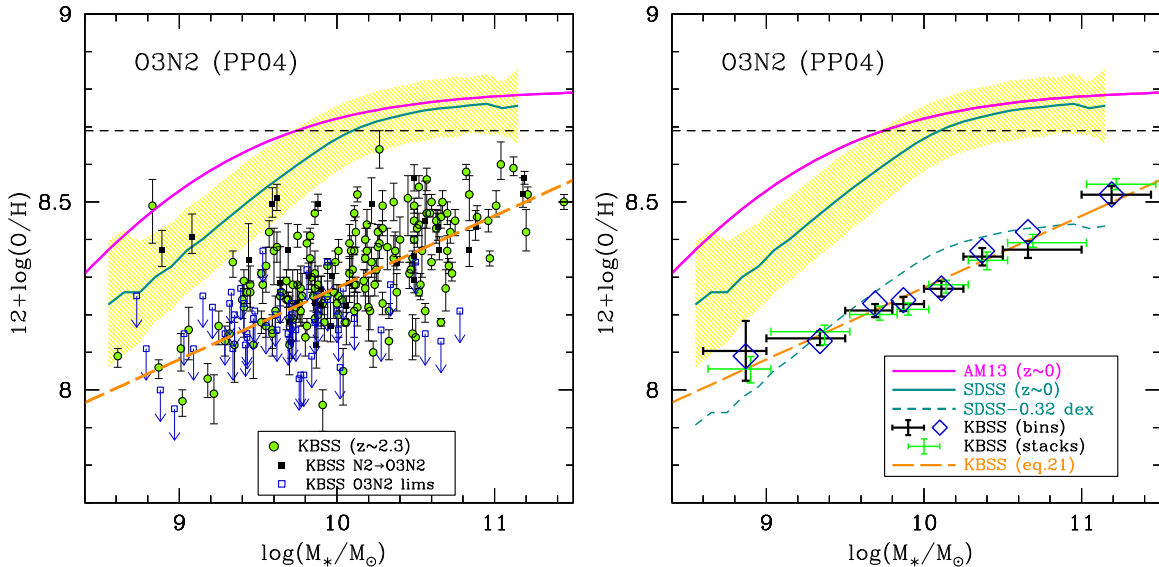 O3N2 (PP04)
9
8.5
8
12+log(O/H)
KBSS (z~2.3)
KBSS N2→O3N2
KBSS O3N2 lims
9
10
11
log(M*/M⊙)
O3N2 (PP04)
9
8.5
8
12+log(O/H)
AM13 (z~0)
SDSS (z~0)
SDSS-0.32 dex
KBSS (bins)
KBSS (stacks)
KBSS (eq.21)
9
10
11
log(M*/M⊙)